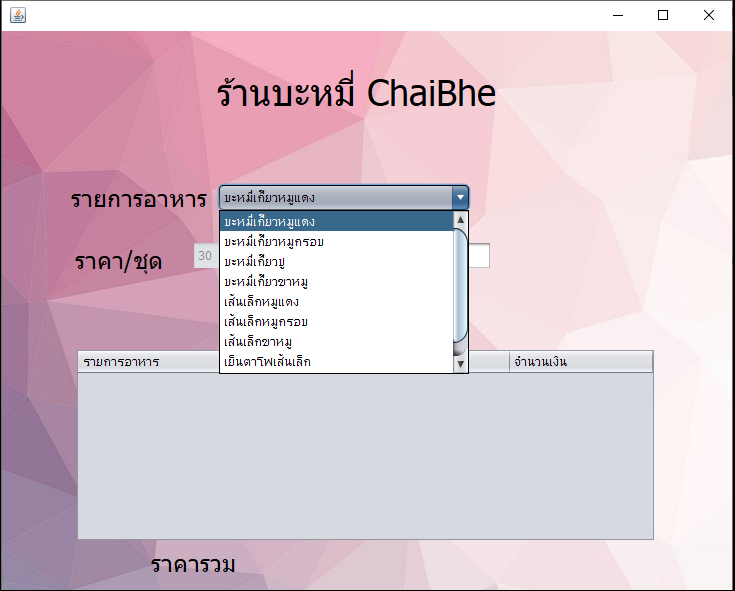 ร้านบะหมี่ ChaiBhe
รายการอาหาร บะหมี่เกี๊ยวหมูแดง
บะหมี่เกี๊ยวหมูแดง
บะหมี่เกี๊ยวหมูกรอบ
ราคา/ชุด 30
บะหมี่เกี๊ยวปู
บะหมี่เกี๊ยวขาหมู
เส้นเล็กหมูแดง
เส้นเล็กหมูกรอบ
เส้นเล็กขาหมู
เย็นตาโฟเส้นเล็ก
รายการอาหาร จำนวนเงิน
ราคารวม